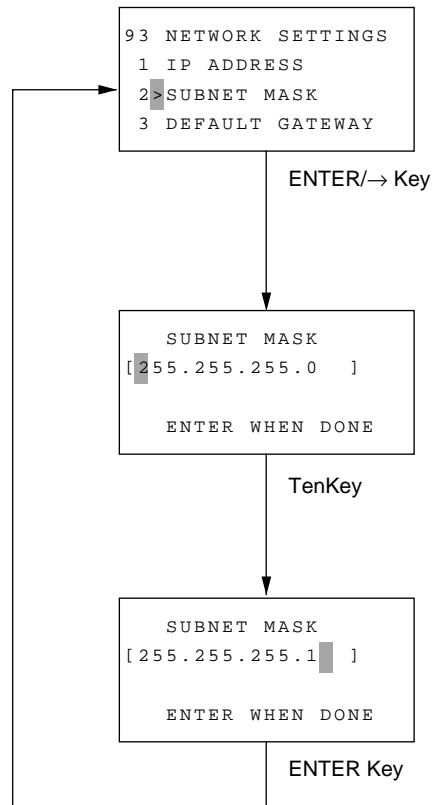 93 NETWORK SETTINGS
1 IP ADDRESS
2>SUBNET MASK
3 DEFAULT GATEWAY
ENTER/→ Key
SUBNET MASK
[255.255.255.0 ]
ENTER WHEN DONE
TenKey
SUBNET MASK
[255.255.255.1 ]
ENTER WHEN DONE
ENTER Key